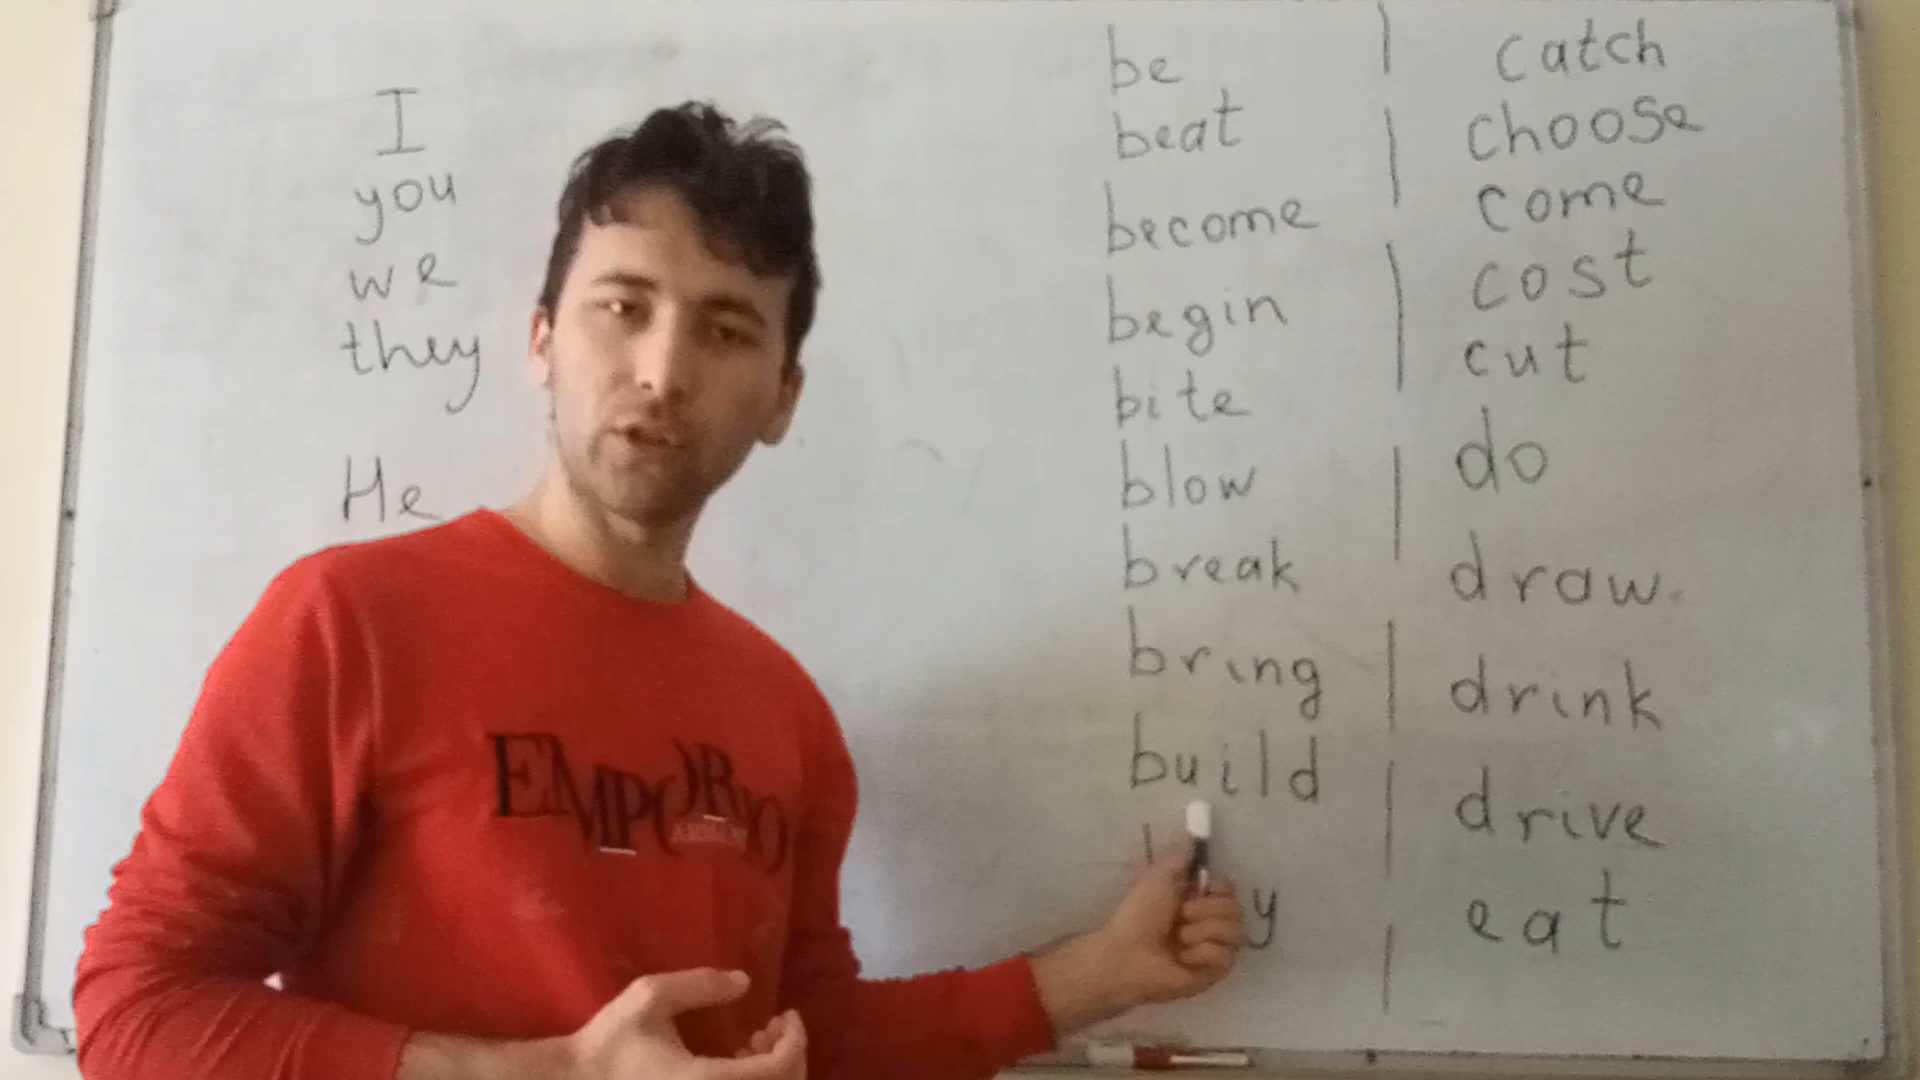 I
you
we
they
He
be
beat
become
begin
bite
blow
break
bring
build
catch
choose
come
cost
cut
do
draw.
drink
drive
eat
EMPORIO
ARMANI